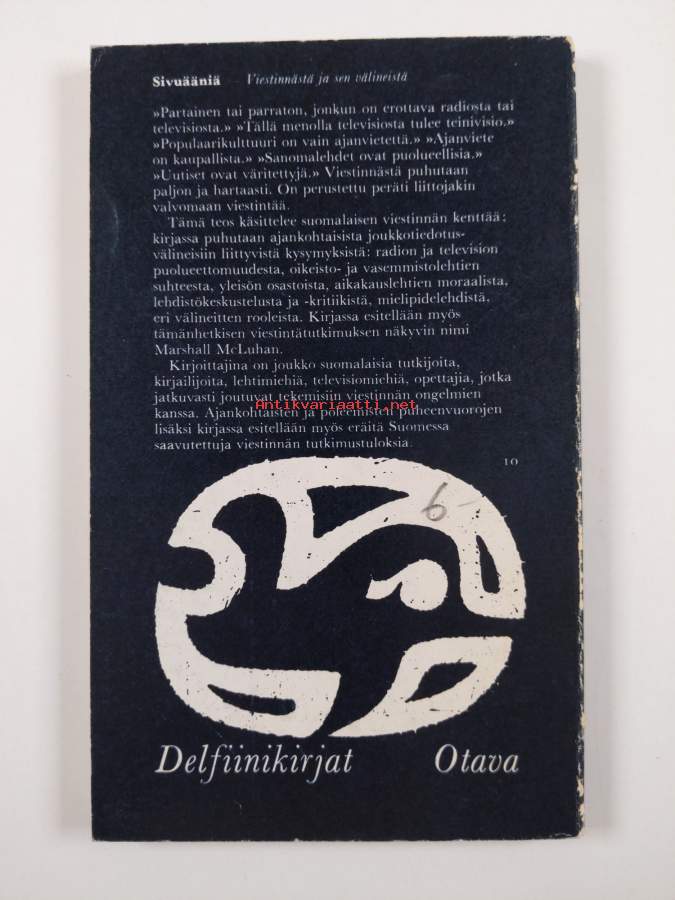 Sivuääniä — Viestinnästä ja sen välineistä
»Partainen tai parraton, jonkun on erottava radiosta tai
televisiosta.» »Tällä menolla televisiosta tulee teinivisio.»
»Populaarikulttuuri on vain ajanvietettä.» »Ajanviete
on kaupallista.» »Sanomalehdet ovat puolueellisia.»
»Uutiset ovat väritettyjä.» Viestinnästä puhutaan
paljon ja hartaasti. On perustettu peräti liittojakin
valvomaan viestintää.
Tämä teos käsittelee suomalaisen viestinnän kenttää;
kirjassa puhutaan ajankohtaisista joukkotiedotus-
välineisiin liittyvistä kysymyksistä: radion ja television
puolueettomuudesta, oikeisto- ja vasemmistolehtien
suhteesta, yleisön osastoista, aikakauslehtien moraalista,
lehdistökeskustelusta ja -kritiikistä, mielipidelehdistä,
eri välineitten rooleista. Kirjassa esitellään myös
tämänhetkisen viestintätutkimuksen näkyvin nimi
Marshall McLuhan.
Kirjoittajina on joukko suomalaisia tutkijoita,
kirjailijoita, lehtimiehiä, televisiomiehiä, opettajia, jotka
jatkuvasti joutuvat tekemisiin viestinnän ongelmien
kanssa. Ajankohtaisten ja poleemisten puheenvuorojen
lisäksi kirjassa esitellään myös eräitä Suomessa
saavutettuja viestinnän tutkimustuloksia.
Antikvariaatti.net
10
6-
Delfiinikirjat Otava